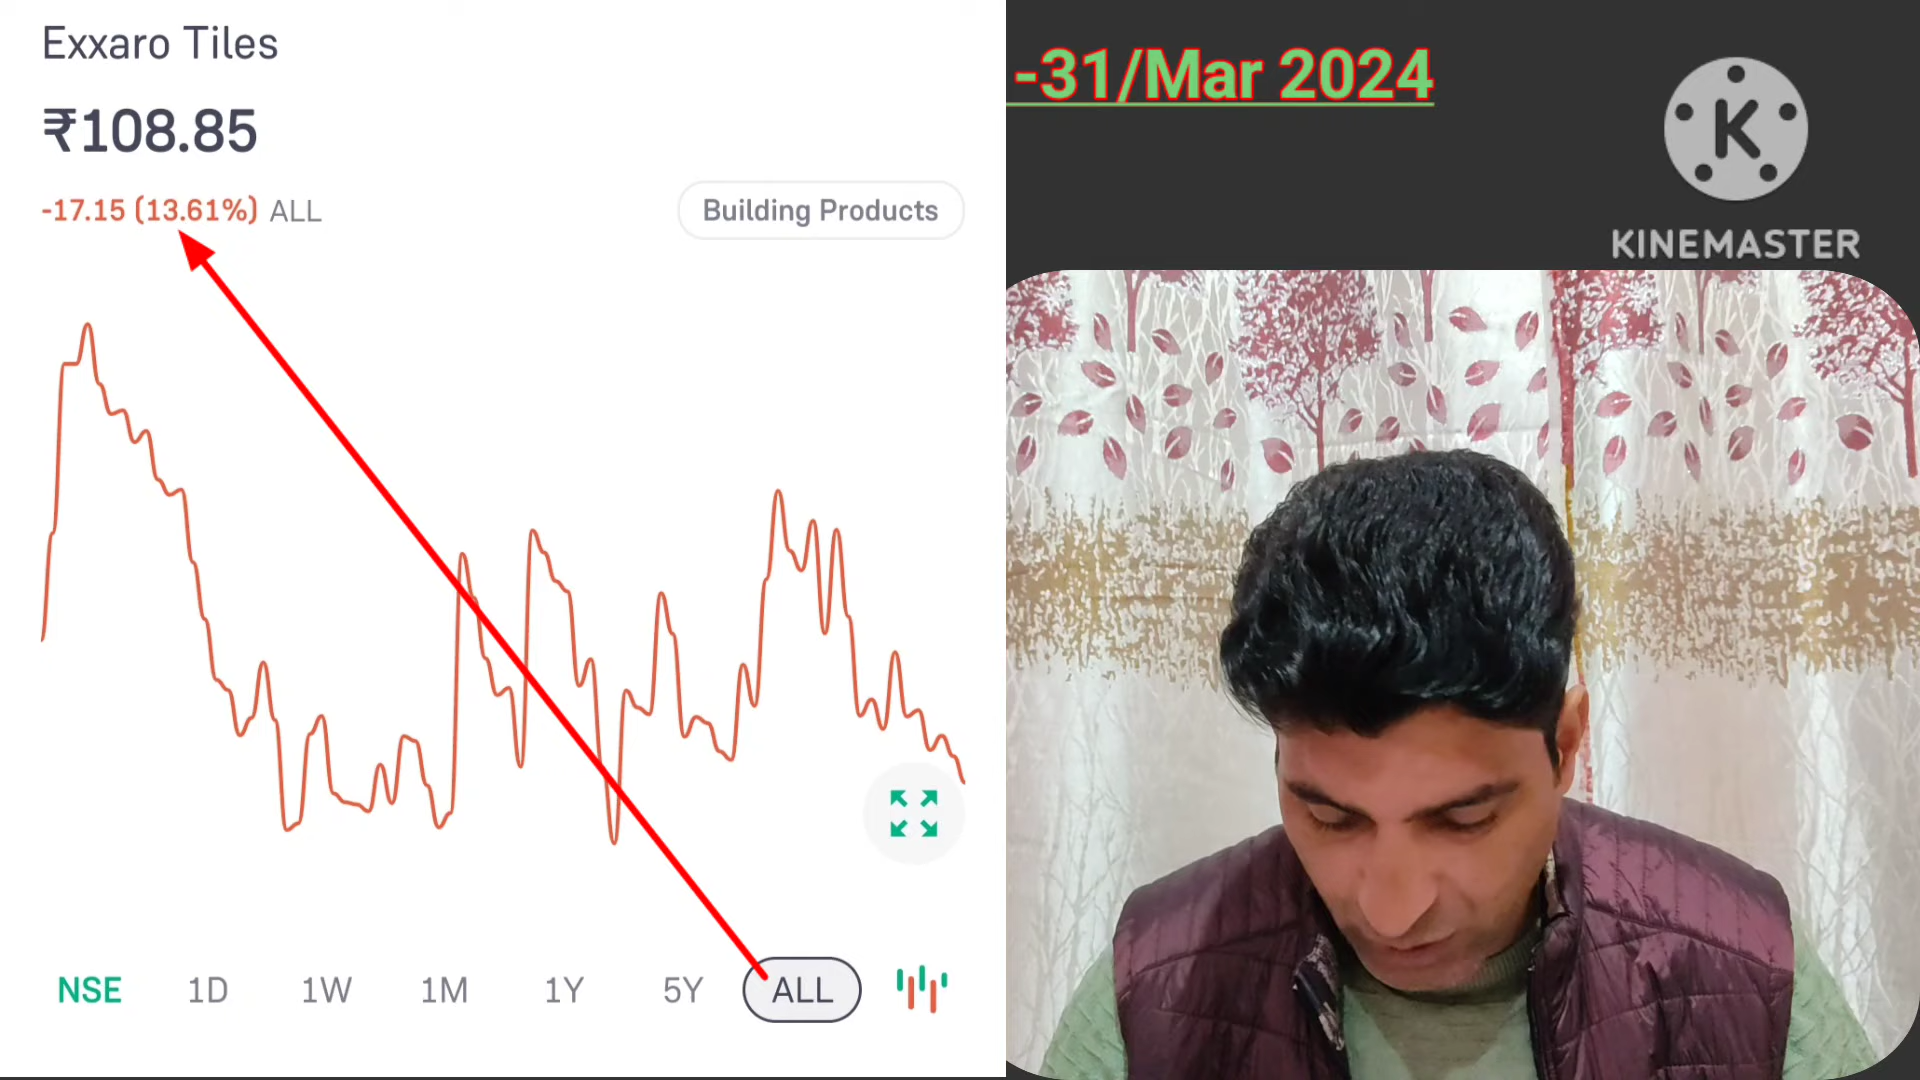 Exxaro Tiles
₹108.85
-17.15 (13.61%) ALL
Building Products
NSE 1D 1W 1M 1Y 5Y ALL
-31/Mar 2024
K
KINEMASTER